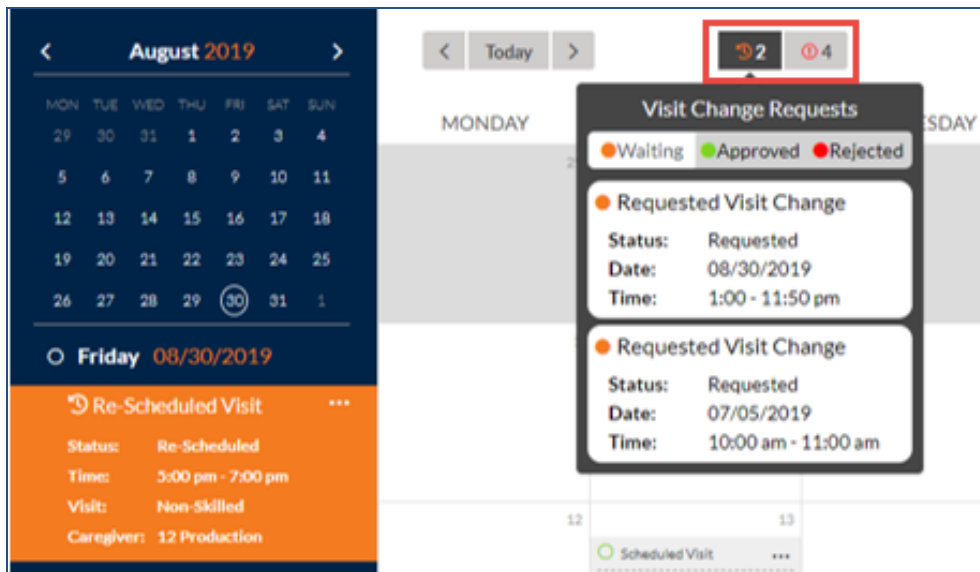 August 2019
MON TUE WED THU FRI SAT SUN
29 30 31 1 2 3 4
5 6 7 8 9 10 11
12 13 14 15 16 17 18
19 20 21 22 23 24 25
26 27 28 29 30 31 1
Friday 08/30/2019
Re-Scheduled Visit
Status: Re-Scheduled
Time: 5:00 pm - 7:00 pm
Visit: Non-Skilled
Caregiver: 12 Production
Today
2 4
MONDAY
SDAY
Visit Change Requests
Waiting Approved Rejected
Requested Visit Change
Status: Requested
Date: 08/30/2019
Time: 1:00 - 11:50 pm
Requested Visit Change
Status: Requested
Date: 07/05/2019
Time: 10:00 am - 11:00 am
12 13
Scheduled Visit